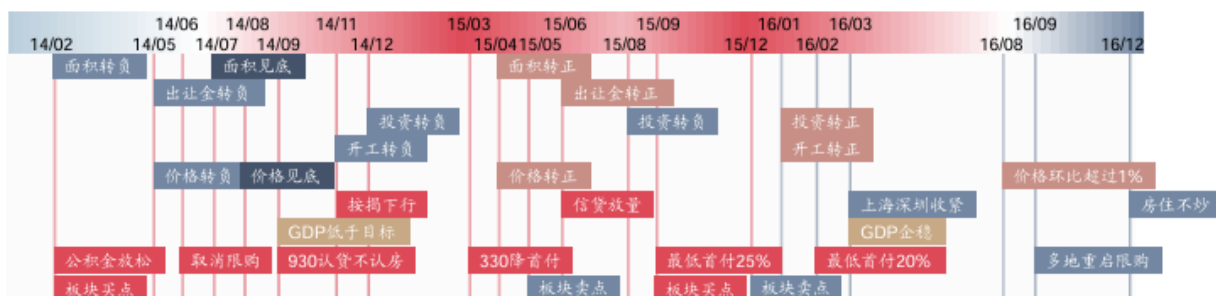 14/06 14/08 14/11 15/03 15/06 15/09 16/01 16/03 16/09
14/02 14/05 14/07 14/09 14/12 15/04 15/05 15/08 15/12 16/02 16/08 16/12
面积转负 面积见底 面积转正
出让金转负 出让金转正
投资转负 投资转负 投资转正
开工转负 开工转正
价格转负 价格见底 价格转正 价格环比超过1%
按揭下行 信贷放量 上海深圳收紧 房住不炒
GDP低于目标 GDP企稳
公积金放松 取消限购 930认贷不认房 330降首付 最低首付25% 最低首付20% 多地重启限购
板块买点 板块卖点 板块买点 板块卖点